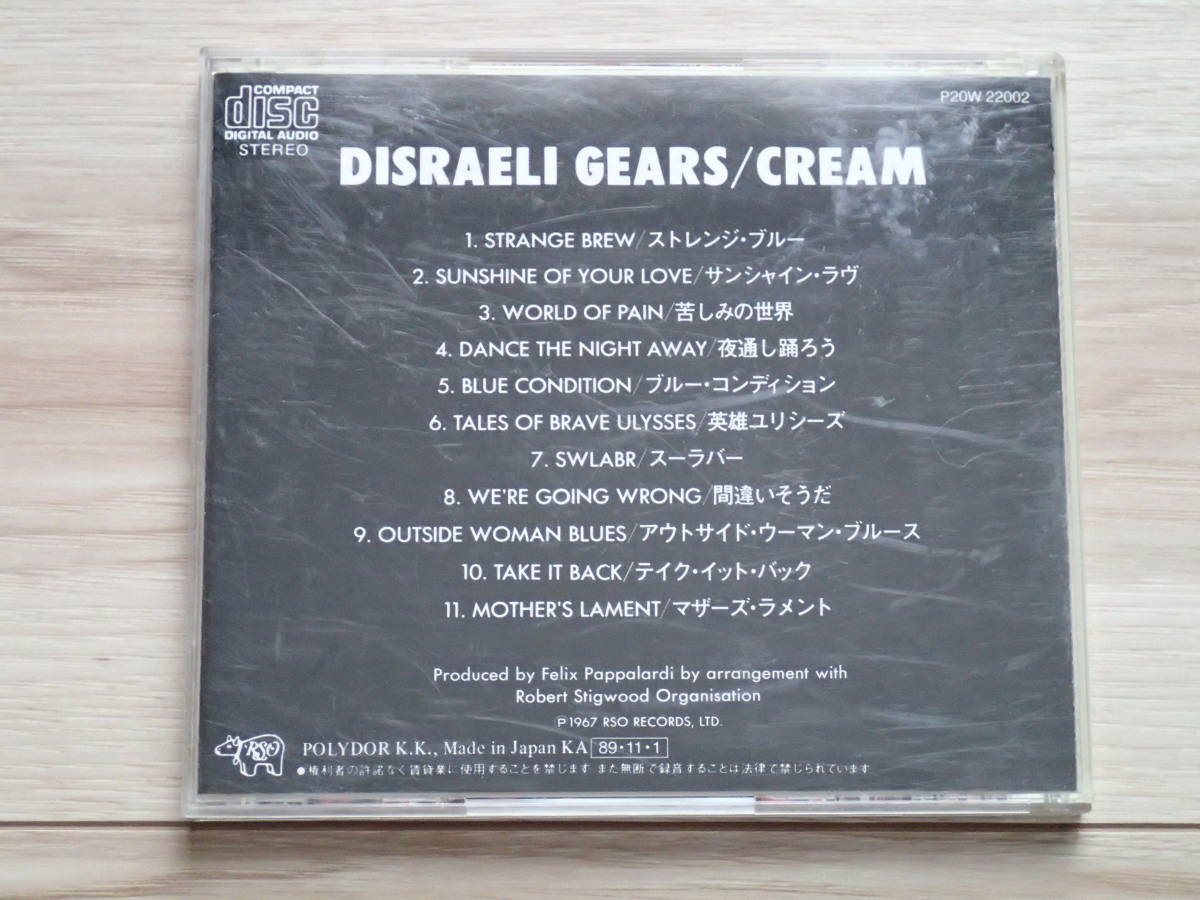 COMPACT
disc
DIGITAL AUDIO
STEREO
P20W 22002
DISRAELI GEARS/CREAM
1. STRANGE BREW/ストレンジ・ブルー
2. SUNSHINE OF YOUR LOVE/サンシャイン・ラヴ
3. WORLD OF PAIN/苦しみの世界
4. DANCE THE NIGHT AWAY/夜通し踊ろう
5. BLUE CONDITION/ブルー・コンディション
6. TALES OF BRAVE ULYSSES/英雄ユリシーズ
7. SWLABR/スーラバー
8. WE'RE GOING WRONG/間違いそうだ
9. OUTSIDE WOMAN BLUES/アウトサイド・ウーマン・ブルース
10. TAKE IT BACK/テイク・イット・バック
11. MOTHER'S LAMENT/マザーズ・ラメント
Produced by Felix Pappalardi by arrangement with
Robert Stigwood Organisation
Ⓟ1967 RSO RECORDS, LTD.
RSO
POLYDOR K.K., Made in Japan KA 89・11・1
●権利者の許諾なく賃貸業に使用することを禁じます また無断で録音することは法律で禁じられています